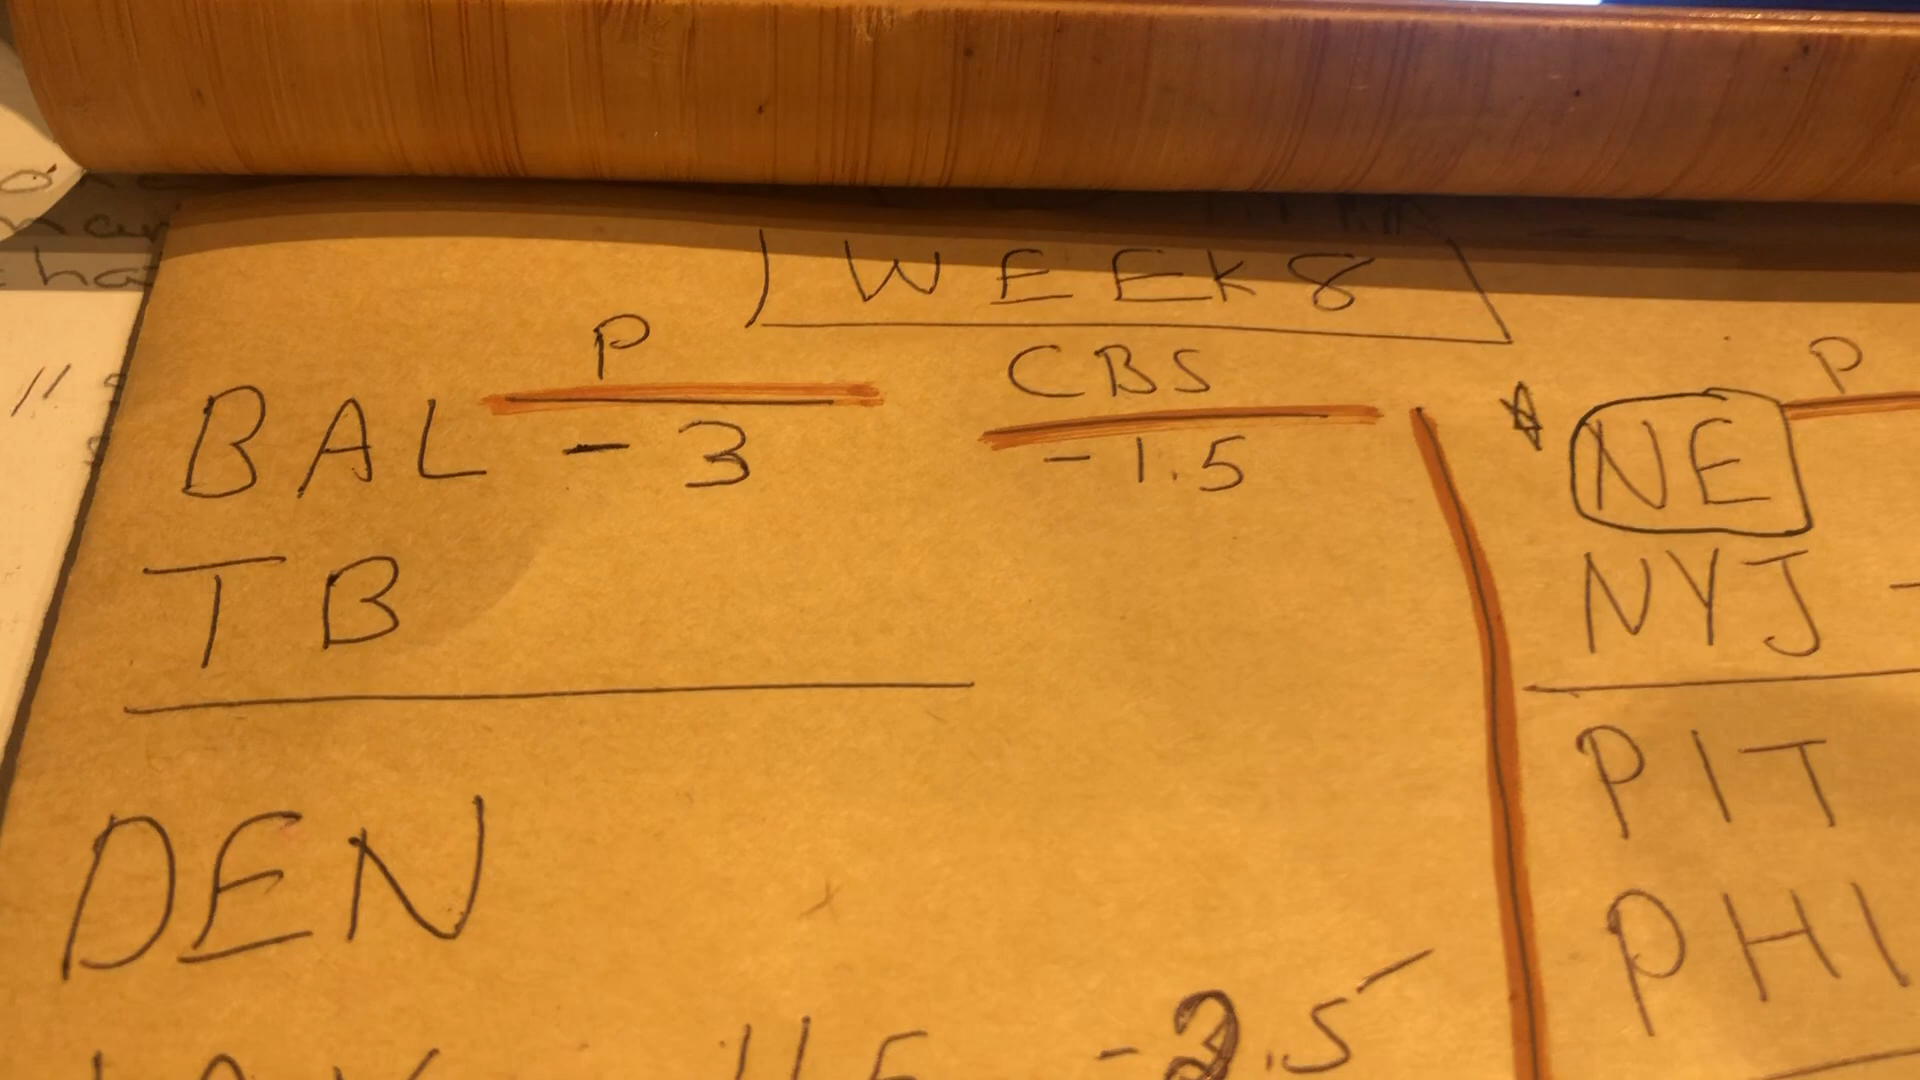 WEEK 8
P CBS
BAL -3 -1.5
TB
DEN
-2.5
P
NE
NYJ -
PIT
PHI